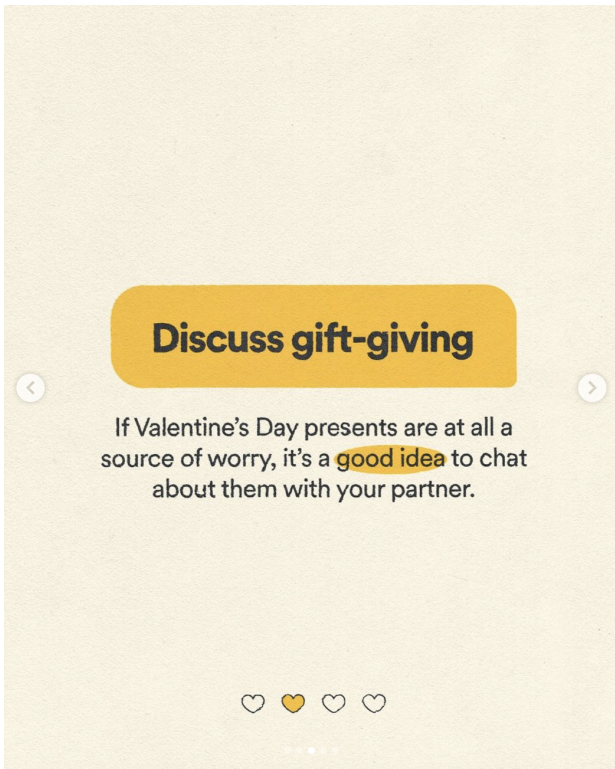 Discuss gift-giving
If Valentine’s Day presents are at all a
source of worry, it’s a good idea to chat
about them with your partner.